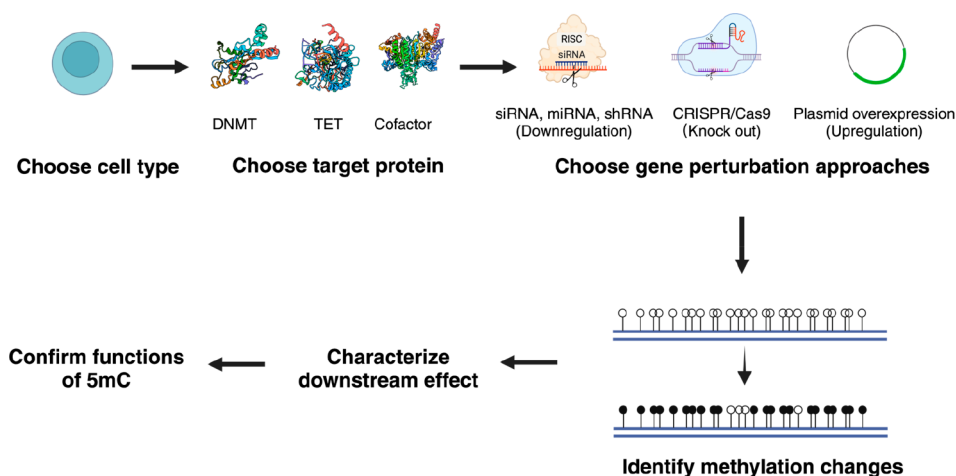 RISC
siRNA
DNMT
TET
Cofactor
siRNA, miRNA, shRNA
(Downregulation)
CRISPR/Cas9
(Knock out)
Plasmid overexpression
(Upregulation)
Choose cell type
Choose target protein
Choose gene perturbation approaches
Confirm functions
of 5mC
Characterize
downstream effect
Identify methylation changes